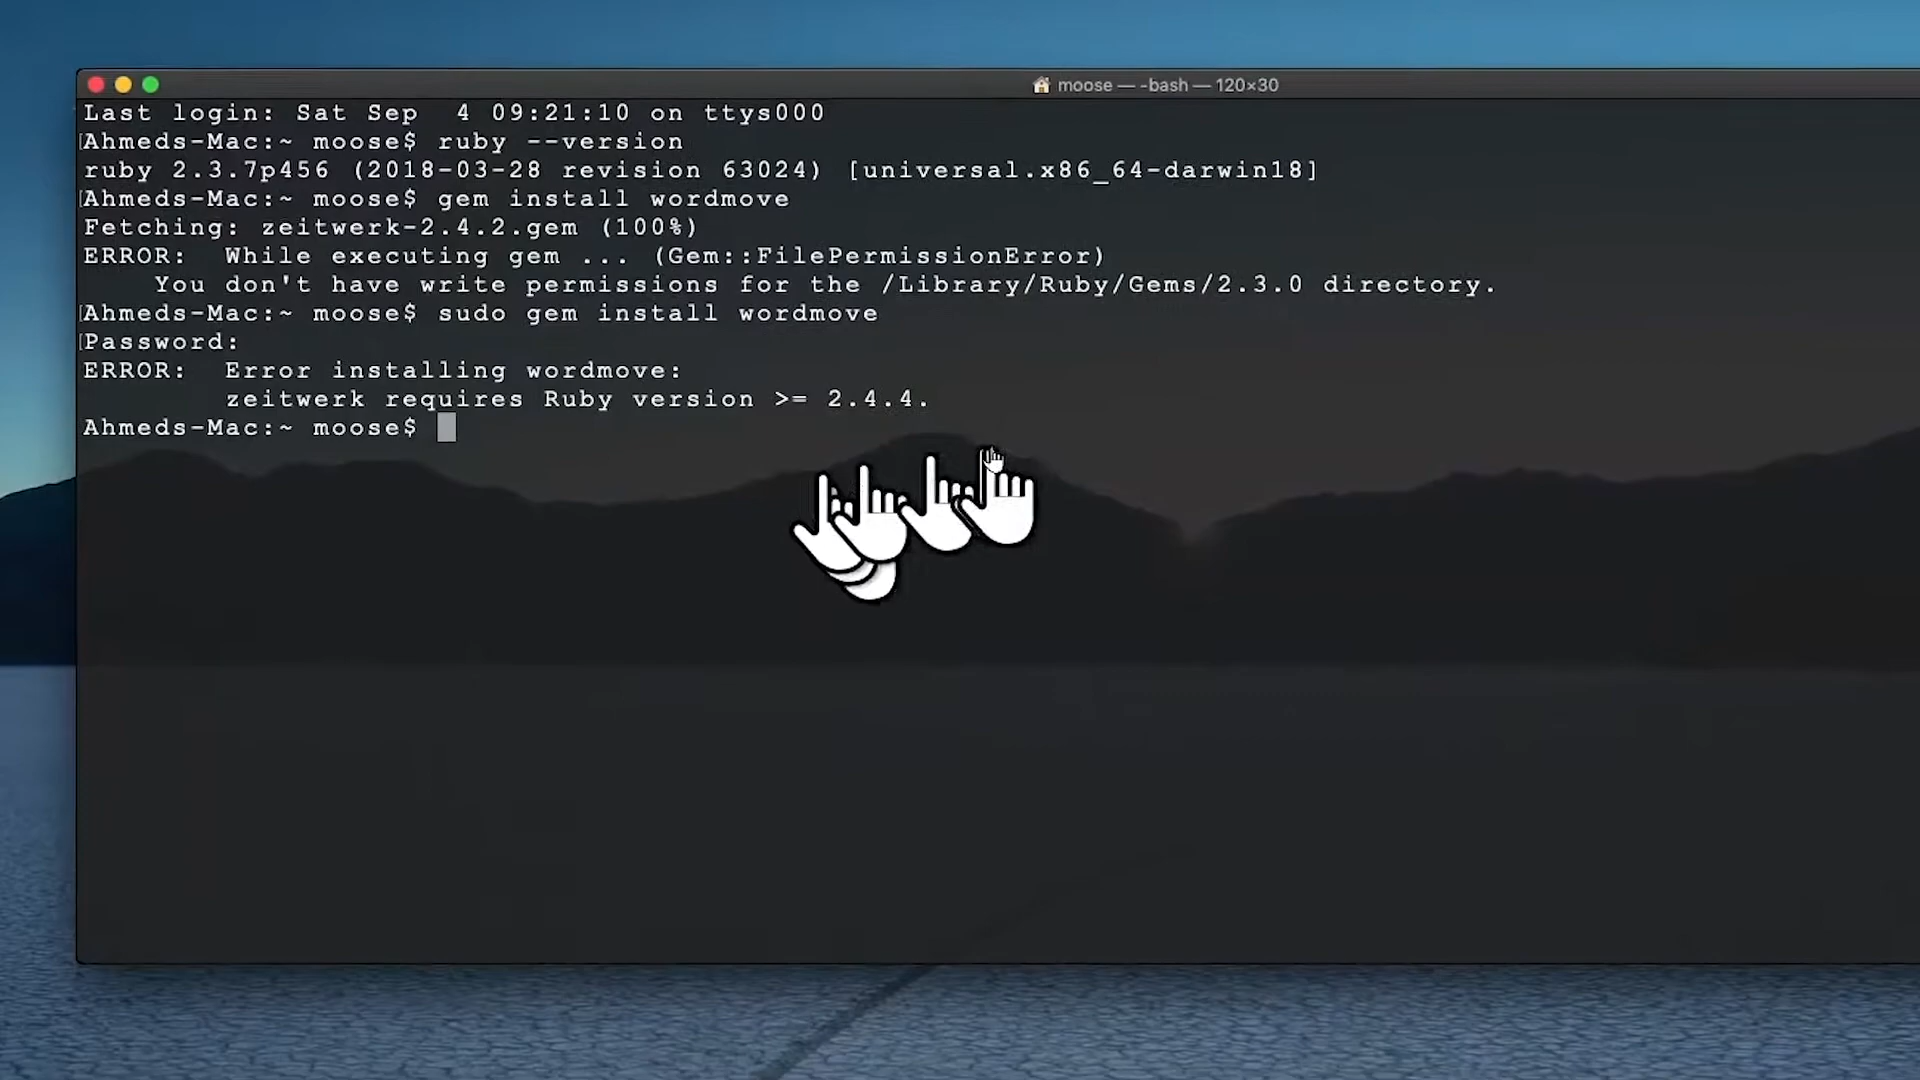 moose — -bash — 120×30
Last login: Sat Sep  4 09:21:10 on ttys000
[Ahmeds-Mac:~ moose$ ruby --version
ruby 2.3.7p456 (2018-03-28 revision 63024) [universal.x86_64-darwin18]
[Ahmeds-Mac:~ moose$ gem install wordmove
Fetching: zeitwerk-2.4.2.gem (100%)
ERROR:  While executing gem ... (Gem::FilePermissionError)
    You don't have write permissions for the /Library/Ruby/Gems/2.3.0 directory.
[Ahmeds-Mac:~ moose$ sudo gem install wordmove
[Password:
ERROR:  Error installing wordmove:
        zeitwerk requires Ruby version >= 2.4.4.
Ahmeds-Mac:~ moose$